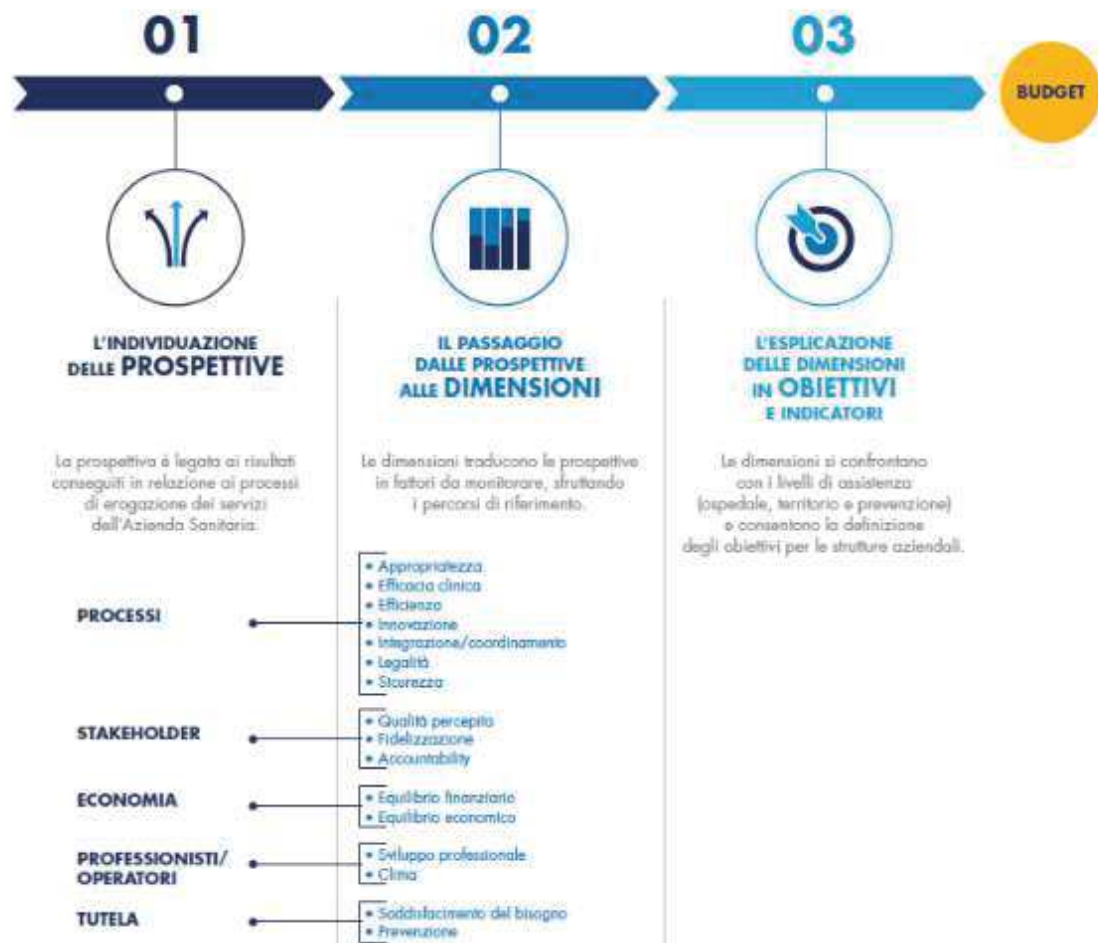 01
02
03
BUDGET
L'INDIVIDUAZIONE
DELLE PROSPETTIVE
IL PASSAGGIO
DALLE PROSPETTIVE
ALLE DIMENSIONI
L'ESPLICAZIONE
DELLE DIMENSIONI
IN OBIETTIVI
E INDICATORI
La prospettiva è legata ai risultati
conseguiti in relazione ai processi
di erogazione dei servizi
dell'Azienda Sanitaria.
Le dimensioni traducono le prospettive
in fattori da monitorare, sfruttando
i percorsi di riferimento.
Le dimensioni si confrontano
con i livelli di assistenza
(ospedale, territorio e prevenzione)
e consentono la definizione
degli obiettivi per le strutture aziendali.
PROCESSI
• Appropriatezza
• Efficacia clinica
• Efficienza
• Innovazione
• Integrazione/coordinamento
• Legalità
• Sicurezza
STAKEHOLDER
• Qualità percepita
• Fidelizzazione
• Accountability
ECONOMIA
• Equilibrio finanziario
• Equilibrio economico
PROFESSIONISTI/
OPERATORI
• Sviluppo professionale
• Clima
TUTELA
• Soddisfacimento del bisogno
• Prevenzione